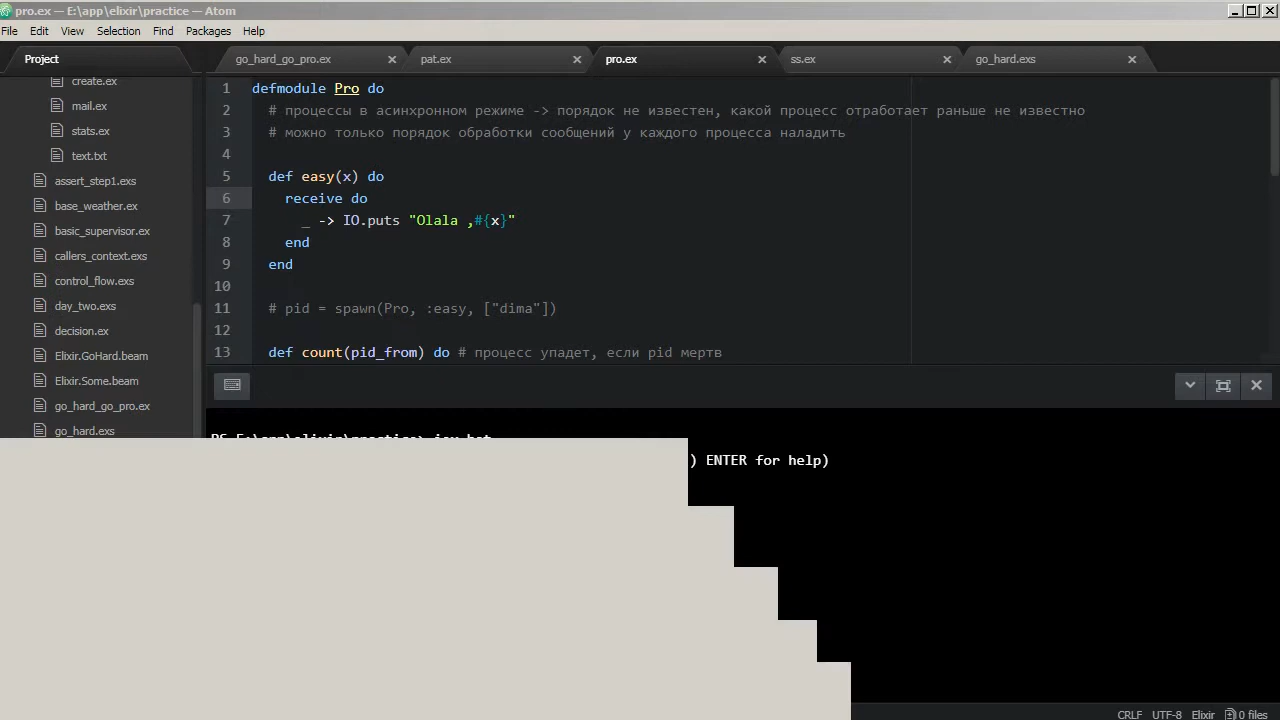 pro.ex — E:\app\elixir\practice — Atom
File Edit View Selection Find Packages Help
Project
go_hard_go_pro.ex pat.ex pro.ex ss.ex go_hard.exs
create.ex
mail.ex
stats.ex
text.txt
assert_step1.exs
base_weather.ex
basic_supervisor.ex
callers_context.exs
control_flow.exs
day_two.exs
decision.ex
Elixir.GoHard.beam
Elixir.Some.beam
go_hard_go_pro.ex
go_hard.exs
1 defmodule Pro do
2 # процессы в асинхронном режиме -> порядок не известен, какой процесс отработает раньше не известно
3 # можно только порядок обработки сообщений у каждого процесса наладить
4
5 def easy(x) do
6 receive do
7 _ -> IO.puts "Olala ,#{x}"
8 end
9 end
10
11 # pid = spawn(Pro, :easy, ["dima"])
12
13 def count(pid_from) do # процесс упадет, если pid мертв
PS E:\app\elixir\practice> iex.bat
) ENTER for help)
CRLF UTF-8 Elixir 0 files